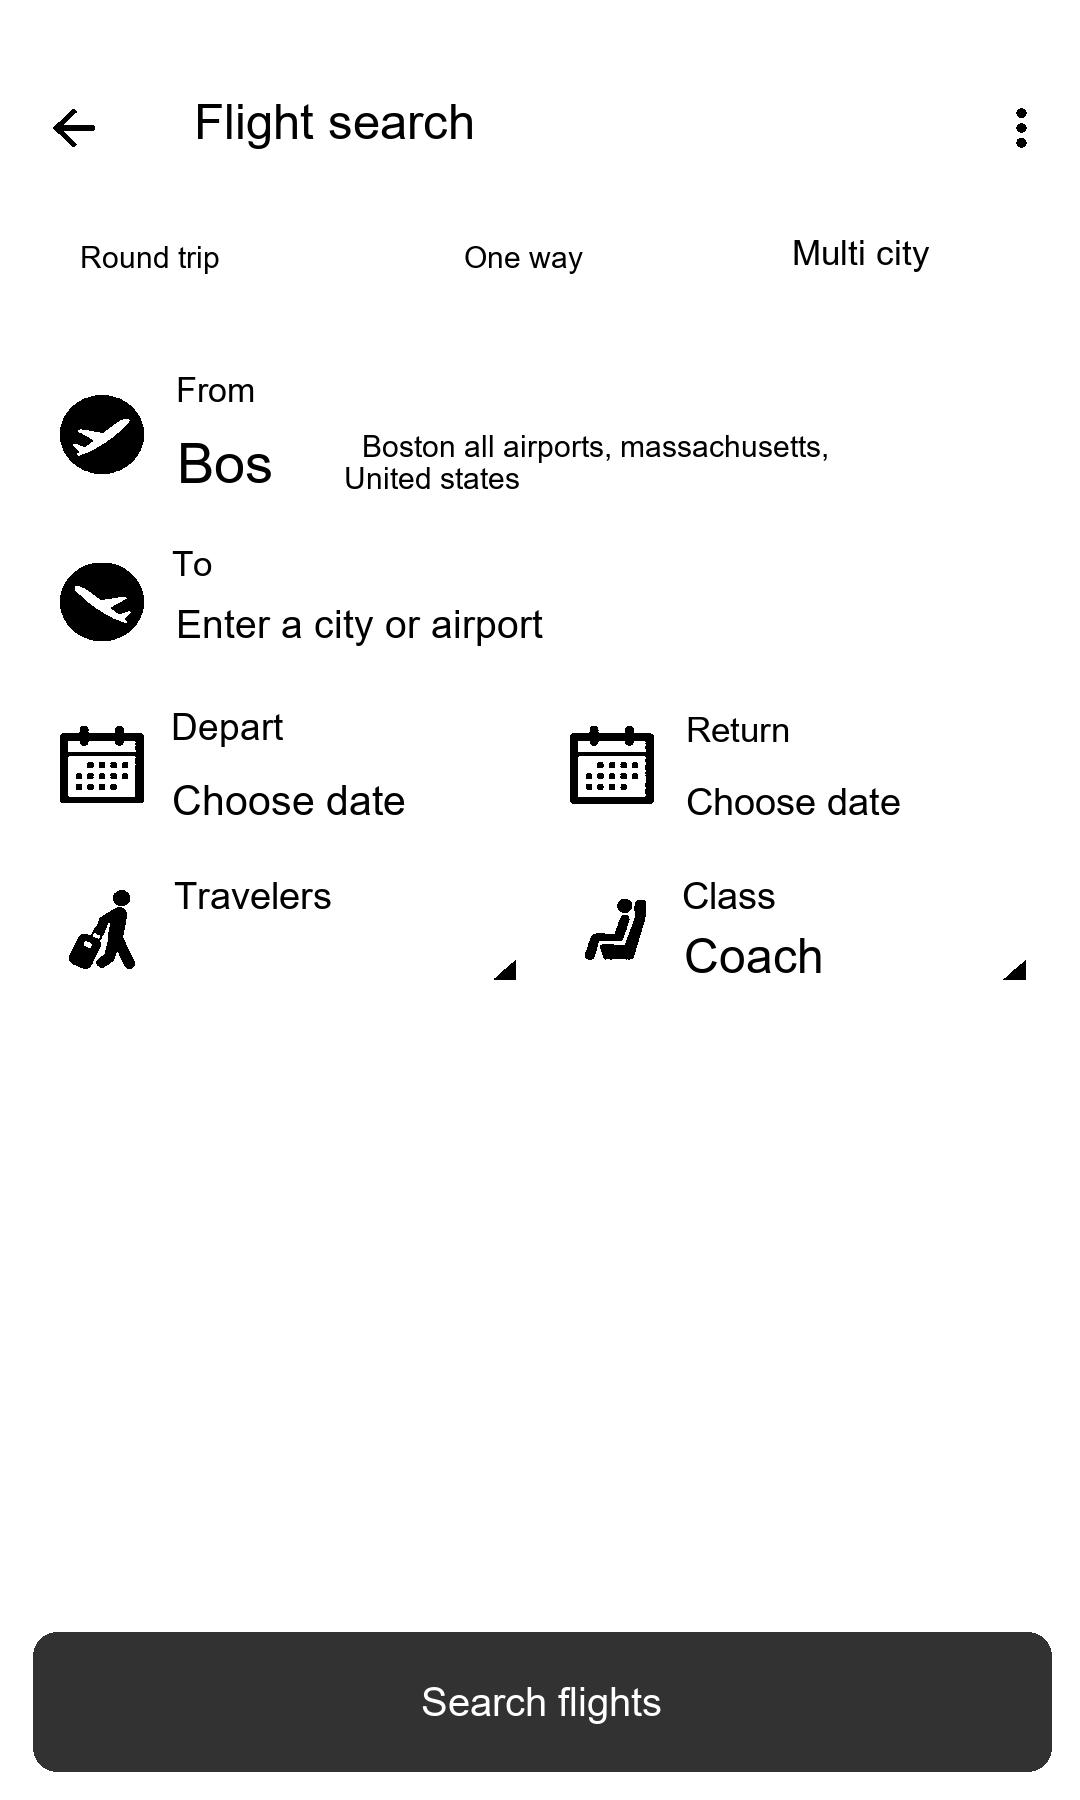 Flight search
Round trip
One way
Multi city
From
Bos
Boston all airports, massachusetts,
United states
To
Enter a city or airport
Depart
Choose date
Return
Choose date
Travelers
Class
Coach
Search flights